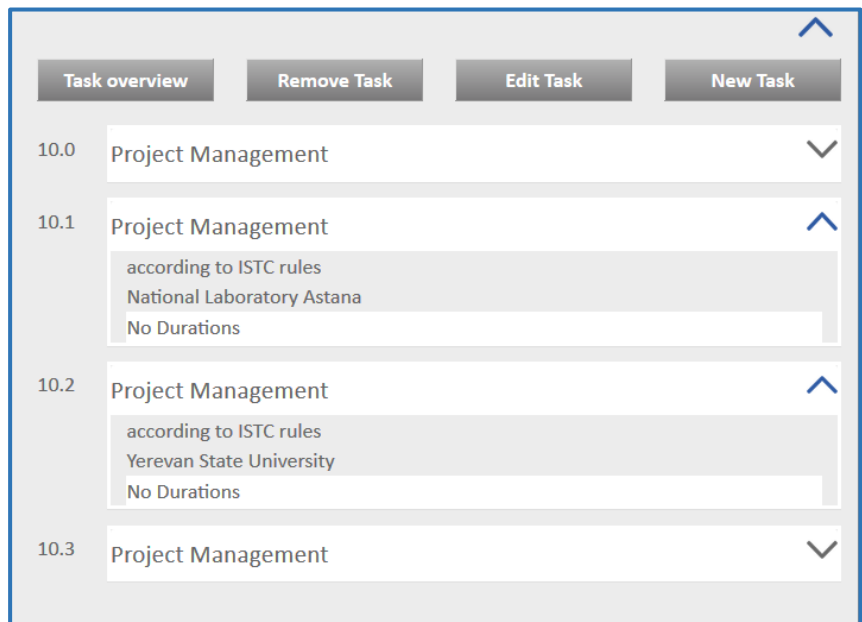 Task overview Remove Task Edit Task New Task
10.0 Project Management
10.1 Project Management
according to ISTC rules
National Laboratory Astana
No Durations
10.2 Project Management
according to ISTC rules
Yerevan State University
No Durations
10.3 Project Management